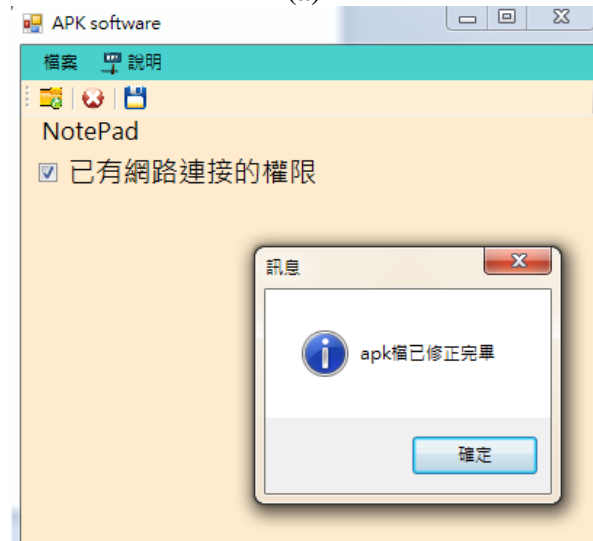 APK software
檔案 說明
NotePad
已有網路連接的權限
訊息
apk檔已修正完畢
確定